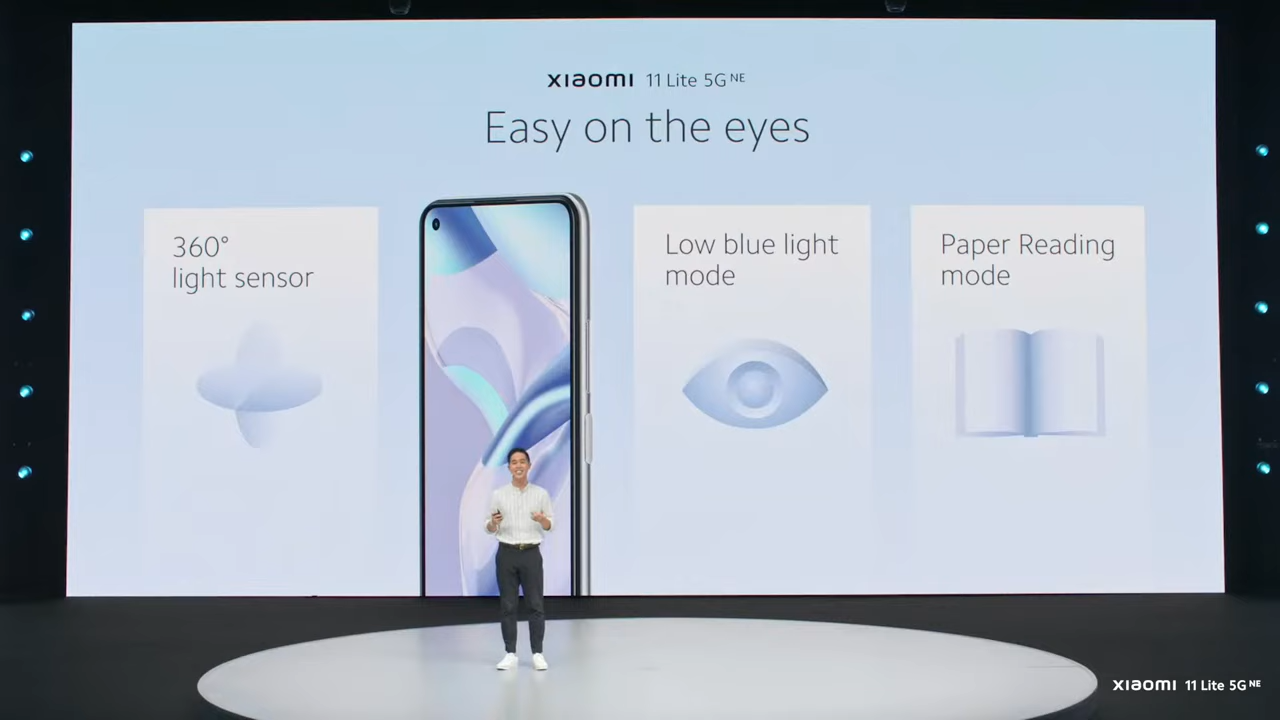 xiaomi 11 Lite 5G NE
Easy on the eyes
360°
light sensor
Low blue light
mode
Paper Reading
mode
xiaomi 11 Lite 5G NE